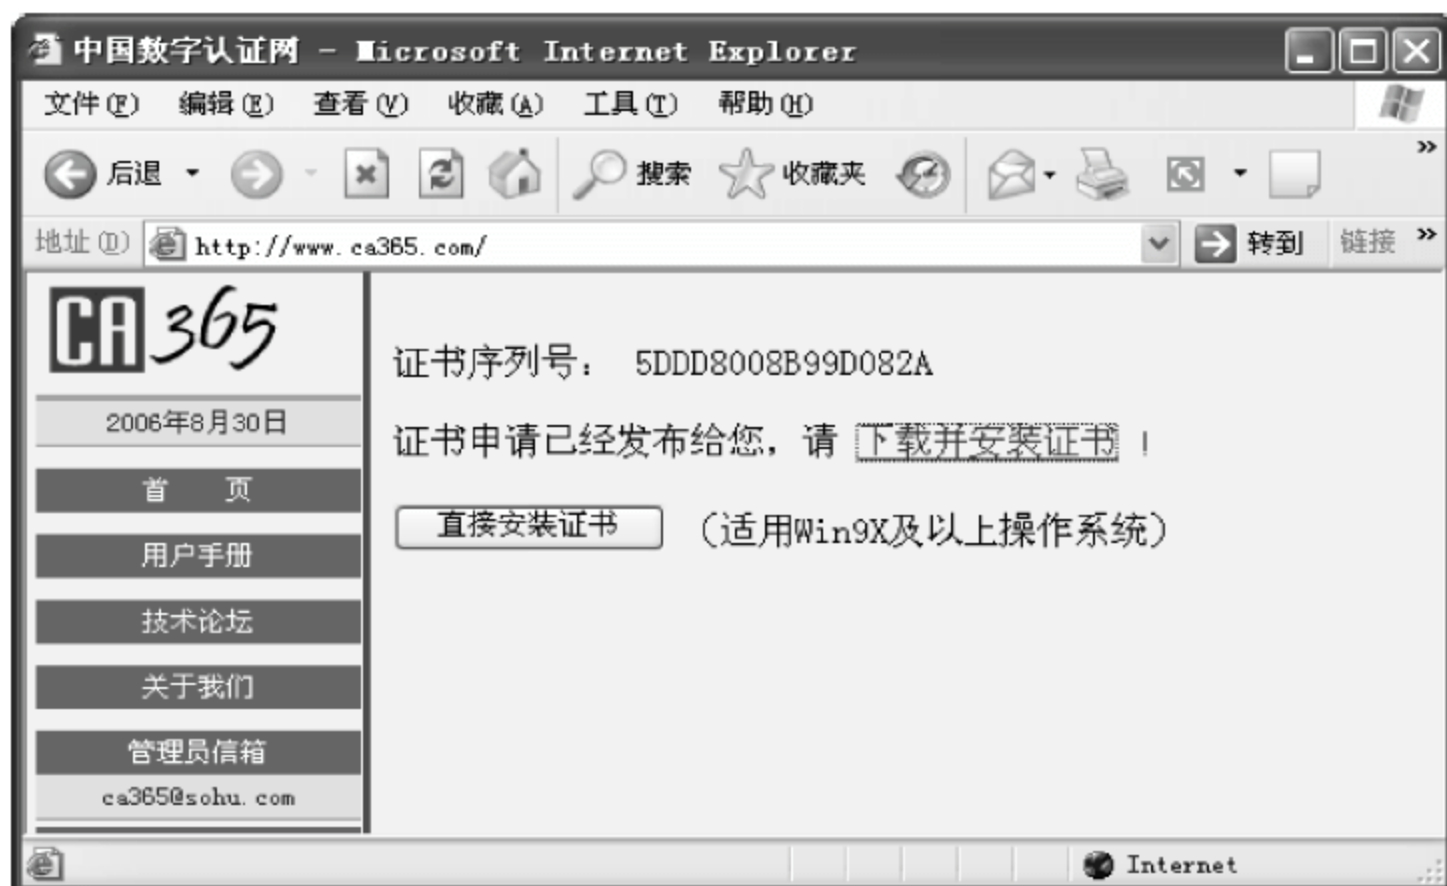 中国数字认证网 - Microsoft Internet Explorer
文件(F) 编辑(E) 查看(V) 收藏(A) 工具(T) 帮助(H)
后退 搜索 收藏夹 »
地址(D) http://www.ca365.com/ 转到 链接 »
CA365
2006年8月30日
首 页
用户手册
技术论坛
关于我们
管理员信箱
ca365@sohu.com
证书序列号： 5DDD8008B99D082A
证书申请已经发布给您，请 下载并安装证书 ！
直接安装证书 （适用Win9X及以上操作系统）
Internet